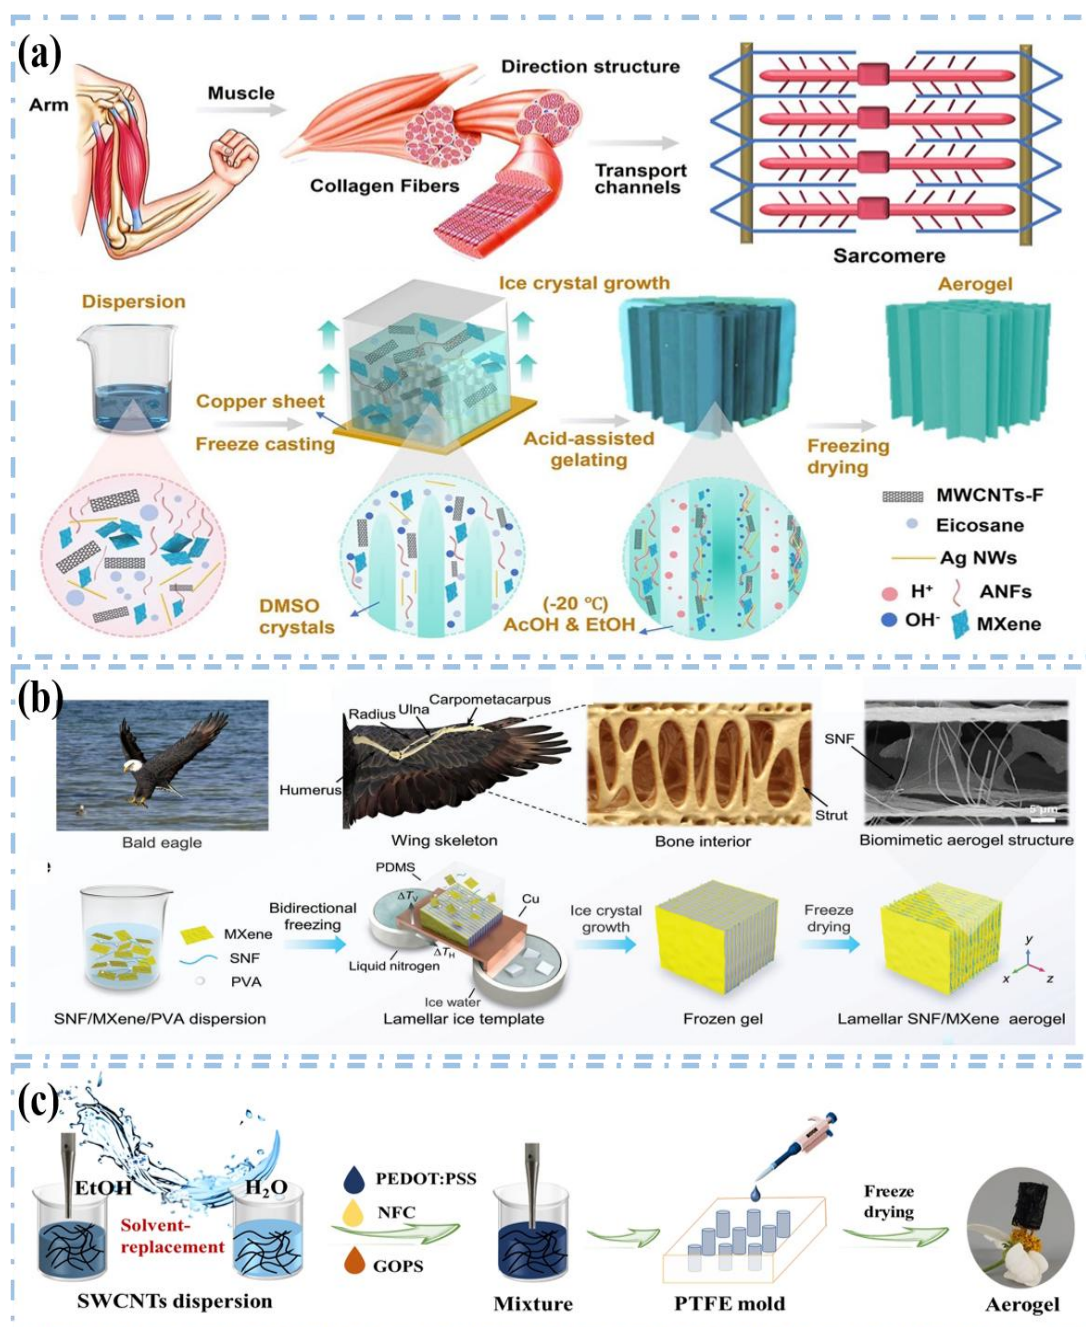 (a)
Arm
Muscle
Collagen Fibers
Direction structure
Transport
channels
Sarcomere
Dispersion
Copper sheet
Freeze casting
Ice crystal growth
Acid-assisted
gelating
Freezing
drying
Aerogel
DMSO
crystals
(-20 ℃)
AcOH & EtOH
MWCNTs-F
Eicosane
Ag NWs
H⁺
ANFs
OH⁻
MXene
(b)
Bald eagle
Humerus
Radius
Ulna
Carpometacarpus
Wing skeleton
Strut
Bone interior
SNF
5 μm
Biomimetic aerogel structure
e
MXene
SNF
PVA
SNF/MXene/PVA dispersion
Bidirectional
freezing
PDMS
ΔTV
Cu
ΔTH
Liquid nitrogen
Ice water
Lamellar ice template
Ice crystal
growth
Frozen gel
Freeze
drying
y
x
z
Lamellar SNF/MXene aerogel
(c)
EtOH
H₂O
Solvent-
replacement
SWCNTs dispersion
PEDOT:PSS
NFC
GOPS
Mixture
PTFE mold
Freeze
drying
Aerogel